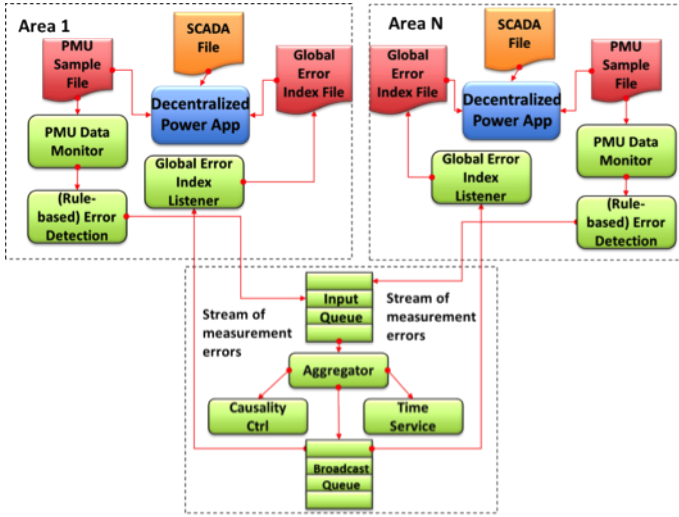 Area 1
PMU
Sample
File
SCADA
File
Global
Error
Index File
Decentralized
Power App
PMU Data
Monitor
Global Error
Index
Listener
(Rule-
based) Error
Detection
Area N
Global Error
Index File
SCADA
File
PMU
Sample
File
Decentralized
Power App
Global Error
Index
Listener
PMU Data
Monitor
(Rule-
based) Error
Detection
Stream of
measurement
errors
Input
Queue
Stream of
measurement
errors
Aggregator
Causality
Ctrl
Time
Service
Broadcast
Queue